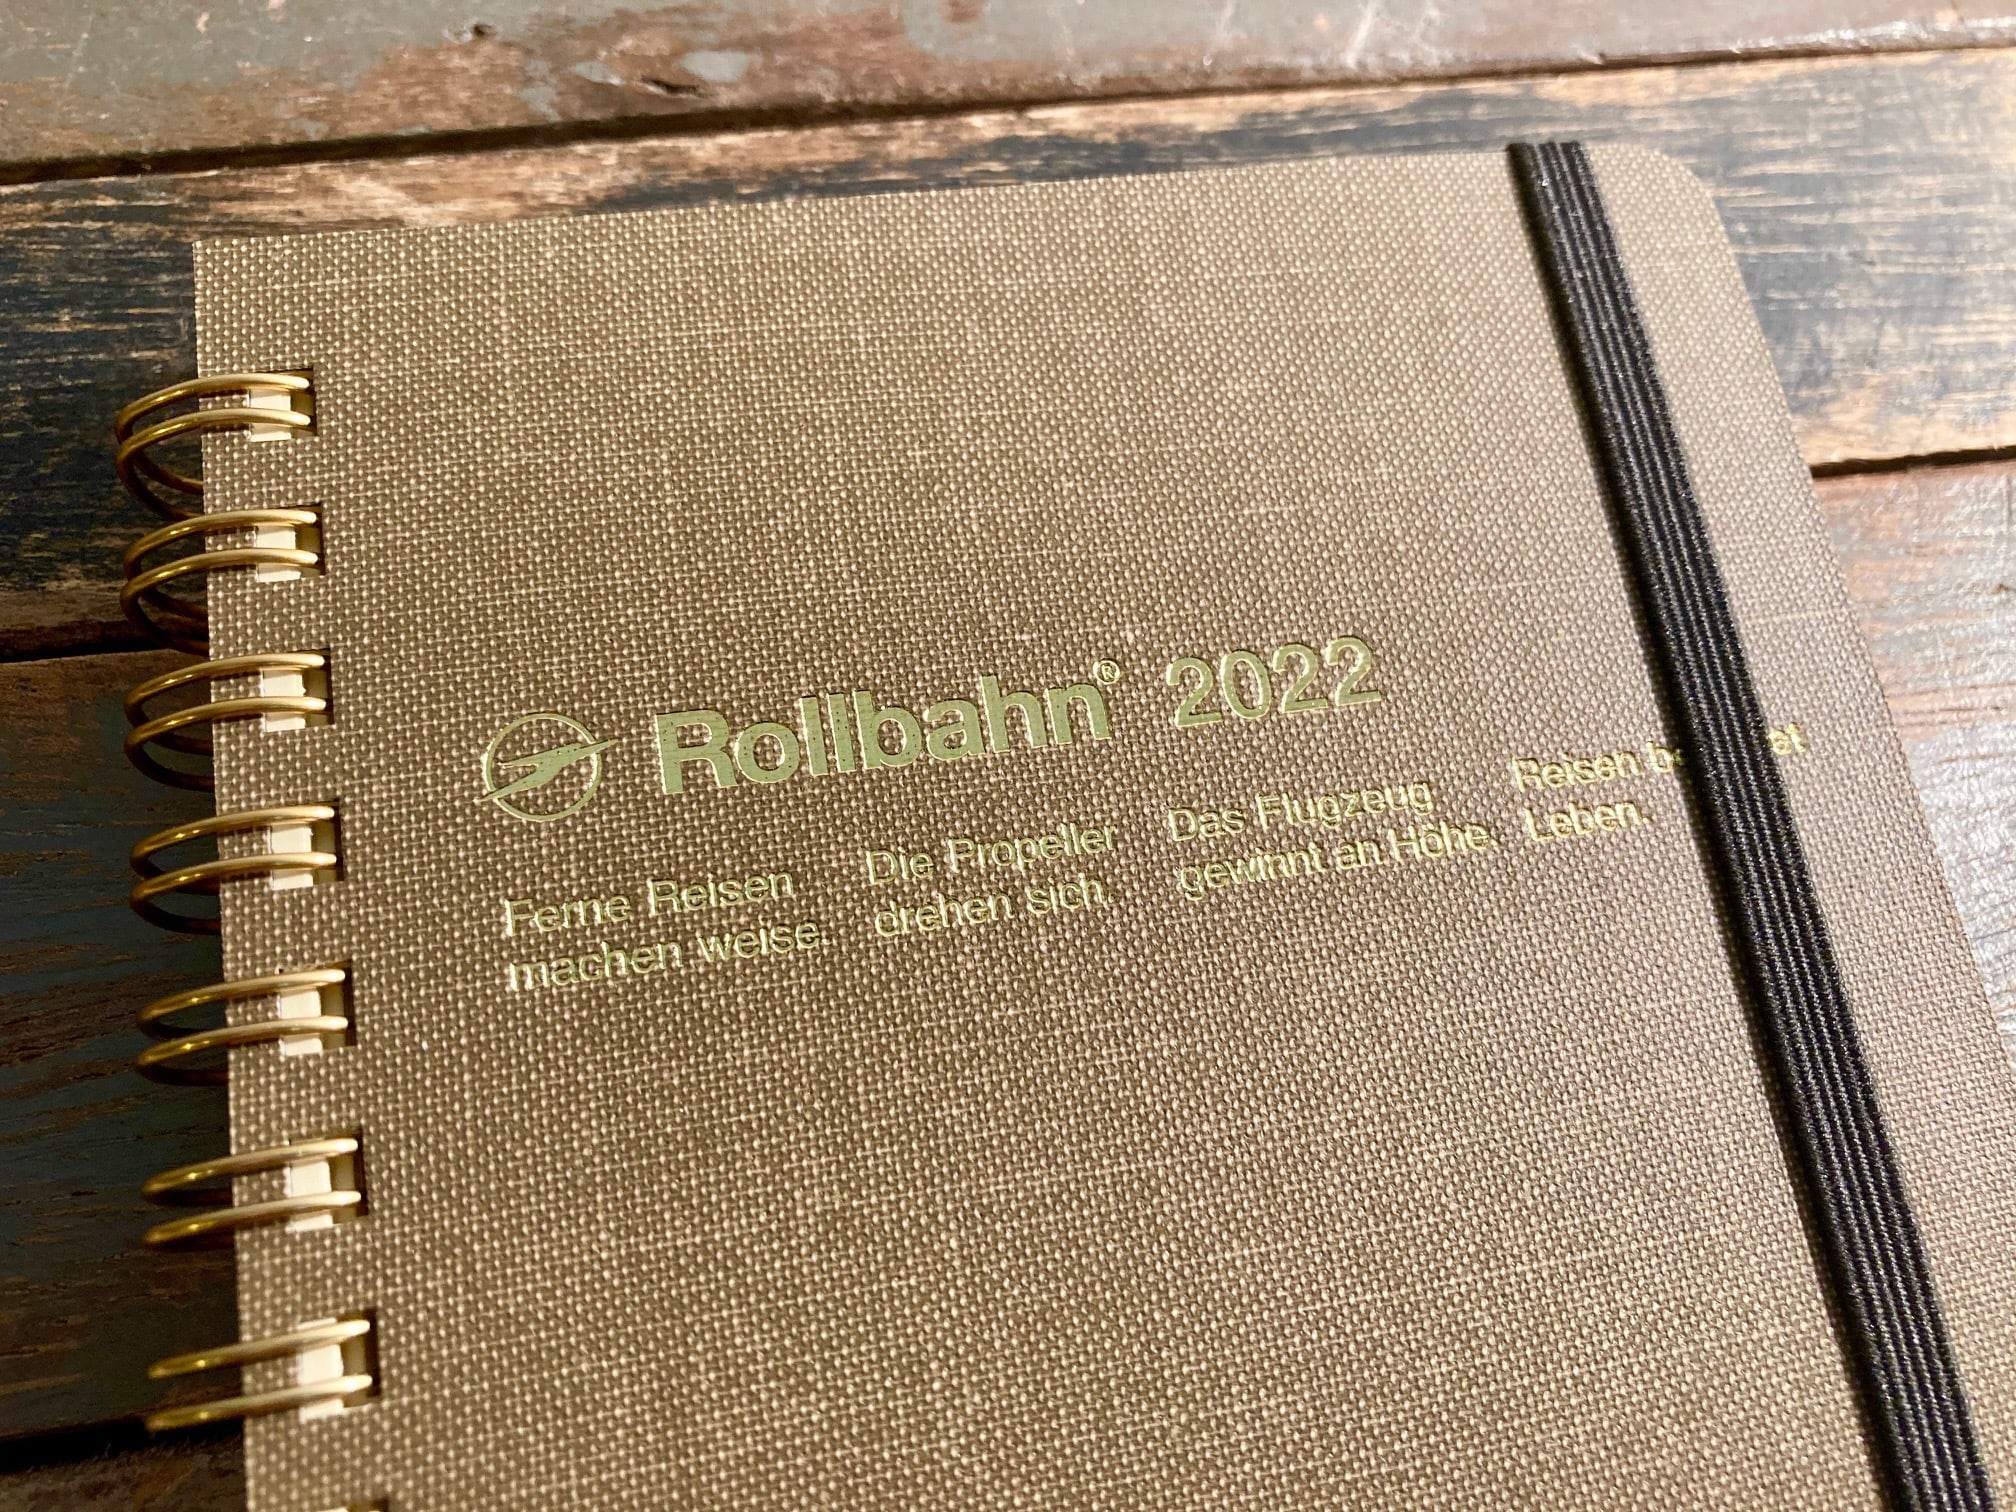 Rollbahn® 2022
Ferne Reisen
machen weise.
Die Propeller
drehen sich.
Das Flugzeug
gewinnt an Höhe.
Reisen
Leben.